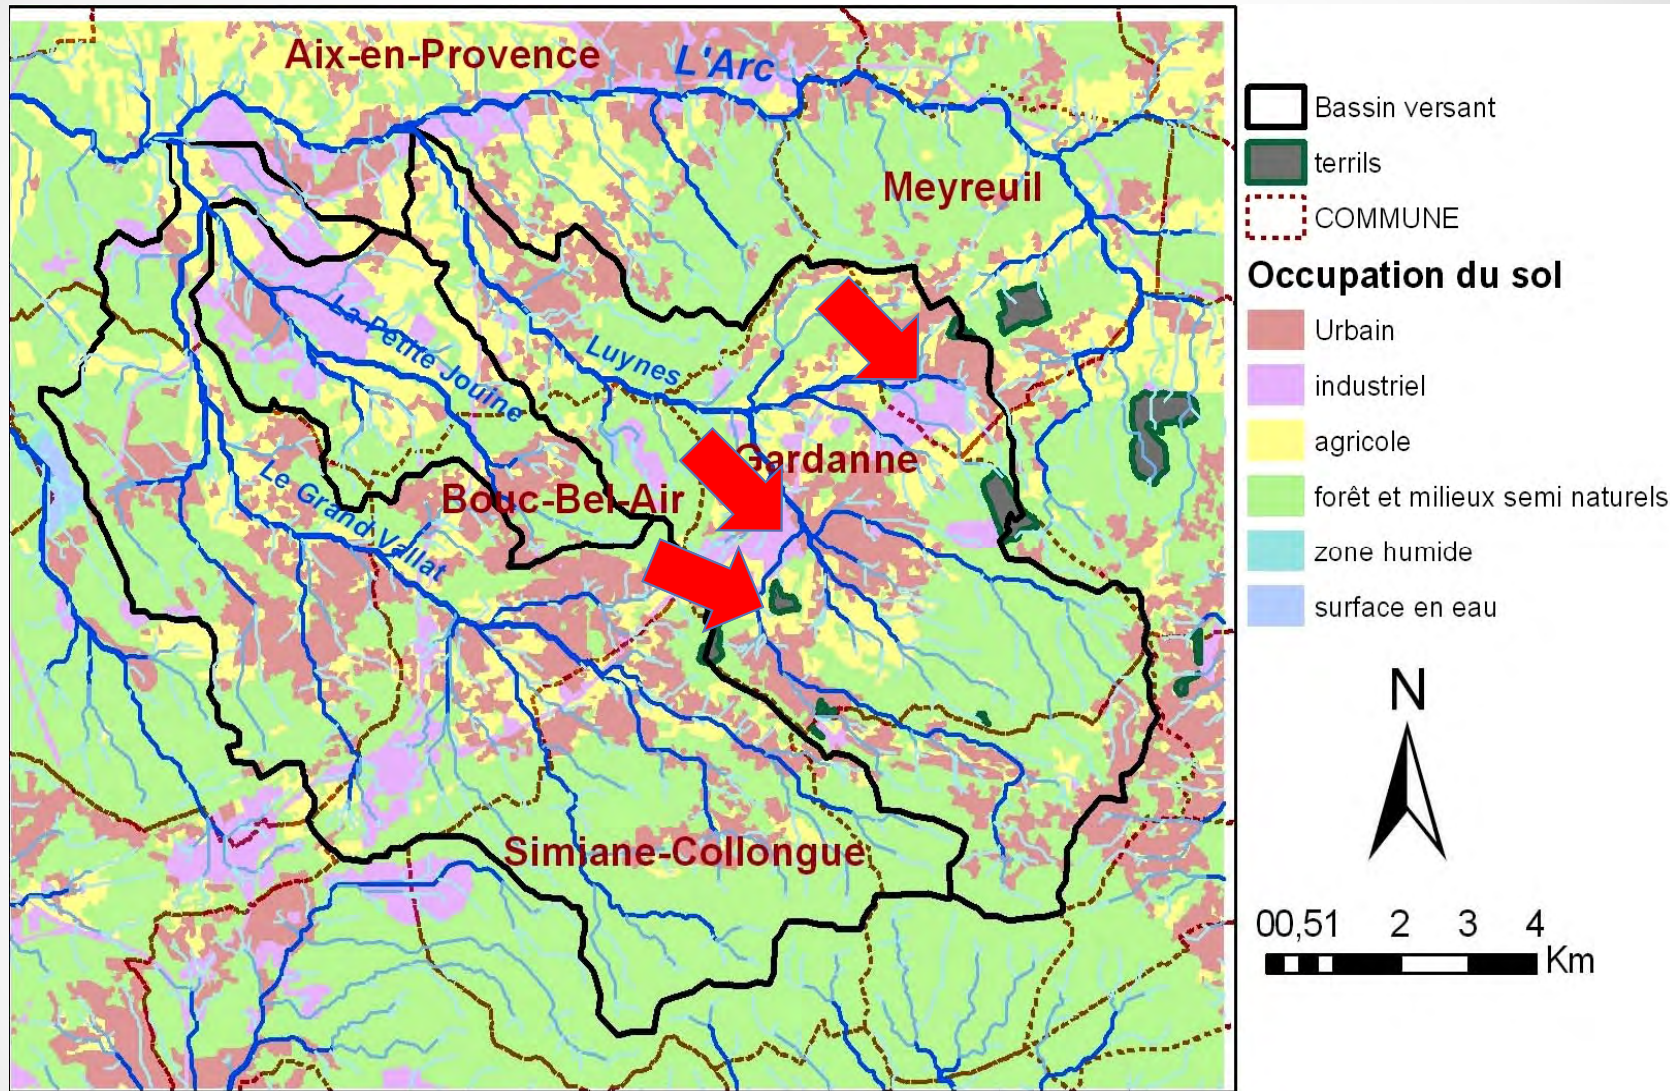 Aix-en-Provence
L'Arc
Meyreuil
La Petite Jouïne
Luynes
Gardanne
Bouc-Bel-Air
Le Grand Vallat
Simiane-Collongue
Bassin versant
terrils
COMMUNE
Occupation du sol
Urbain
industriel
agricole
forêt et milieux semi naturels
zone humide
surface en eau
N
00,51 2 3 4
Km